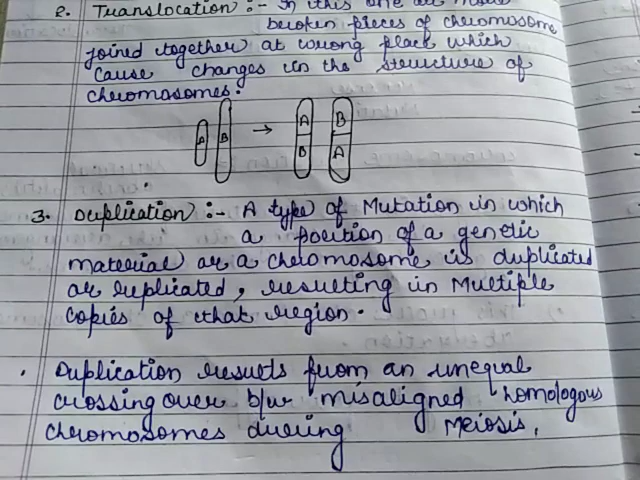 2. Translocation :- In this one or more
broken pieces of chromosome
joined together at wrong place which
cause changes in the structure of
chromosomes.
A B → A B B A
3. Duplication :- A type of Mutation in which
a portion of a genetic
material or a chromosome is duplicated
or replicated, resulting in Multiple
copies of that region.
. Duplication results from an unequal
crossing over b/w misaligned homologous
chromosomes during Meiosis.